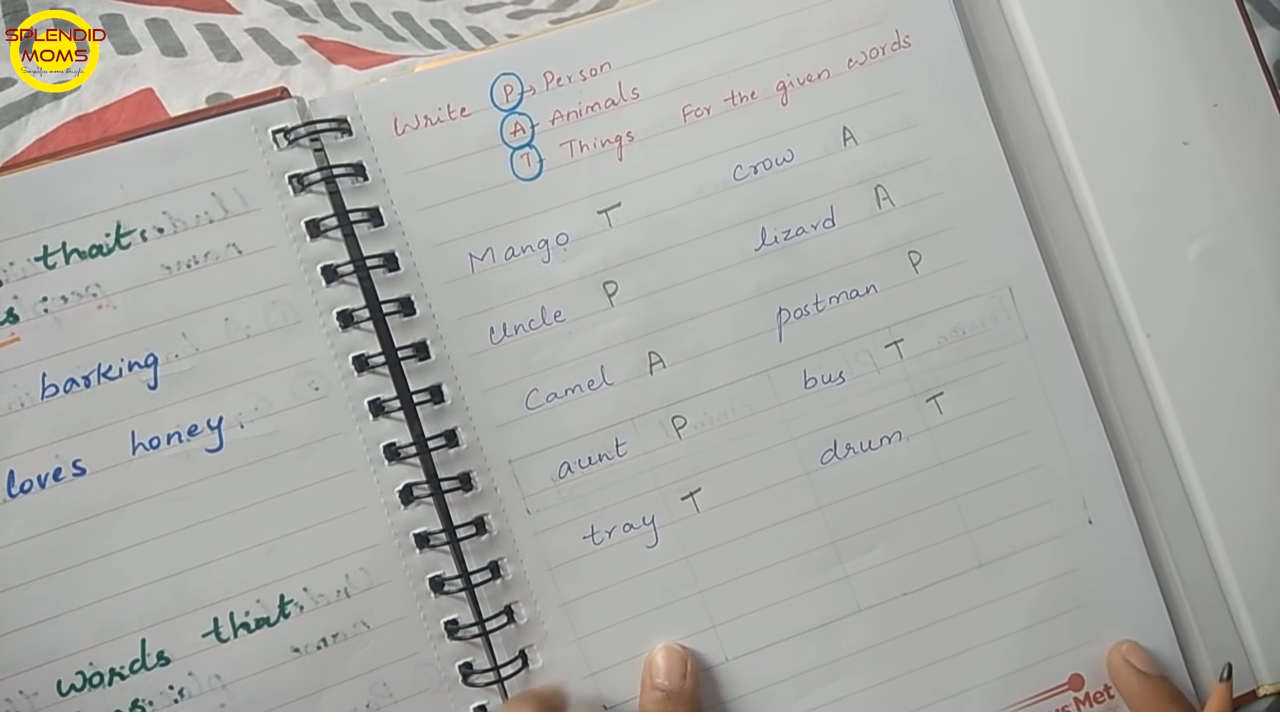 SPLENDID
MOMS
that
s :
barking
loves honey.
words that
Write P → Person
A - Animals
T - Things For the given words
Mango T crow A
Uncle P lizard A
Camel A postman P
aunt P bus T
tray T drum T